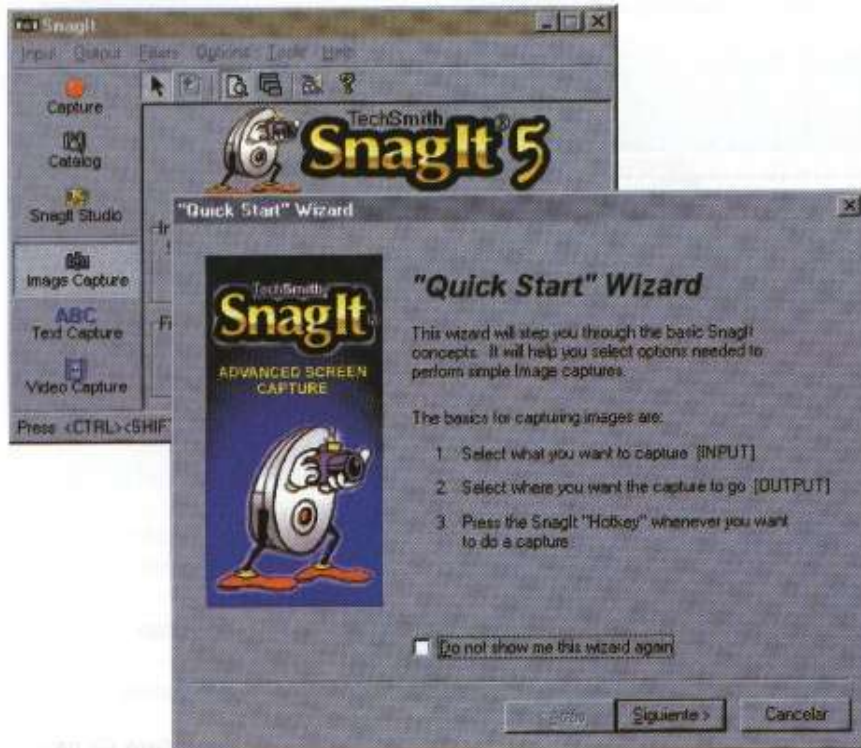 SnagIt
Input Output Filters Options Tools Help
Capture
Catalog
SnagIt Studio
Image Capture
ABC
Text Capture
Video Capture
TechSmith
SnagIt® 5
Press <CTRL><SHIF
"Quick Start" Wizard
TechSmith
SnagIt
ADVANCED SCREEN
CAPTURE
"Quick Start" Wizard
This wizard will step you through the basic SnagIt
concepts. It will help you select options needed to
perform simple Image captures.
The basics for capturing images are:
1. Select what you want to capture [INPUT]
2. Select where you want the capture to go [OUTPUT]
3. Press the SnagIt "Hotkey" whenever you want
to do a capture
Do not show me this wizard again
< Atrás
Siguiente >
Cancelar